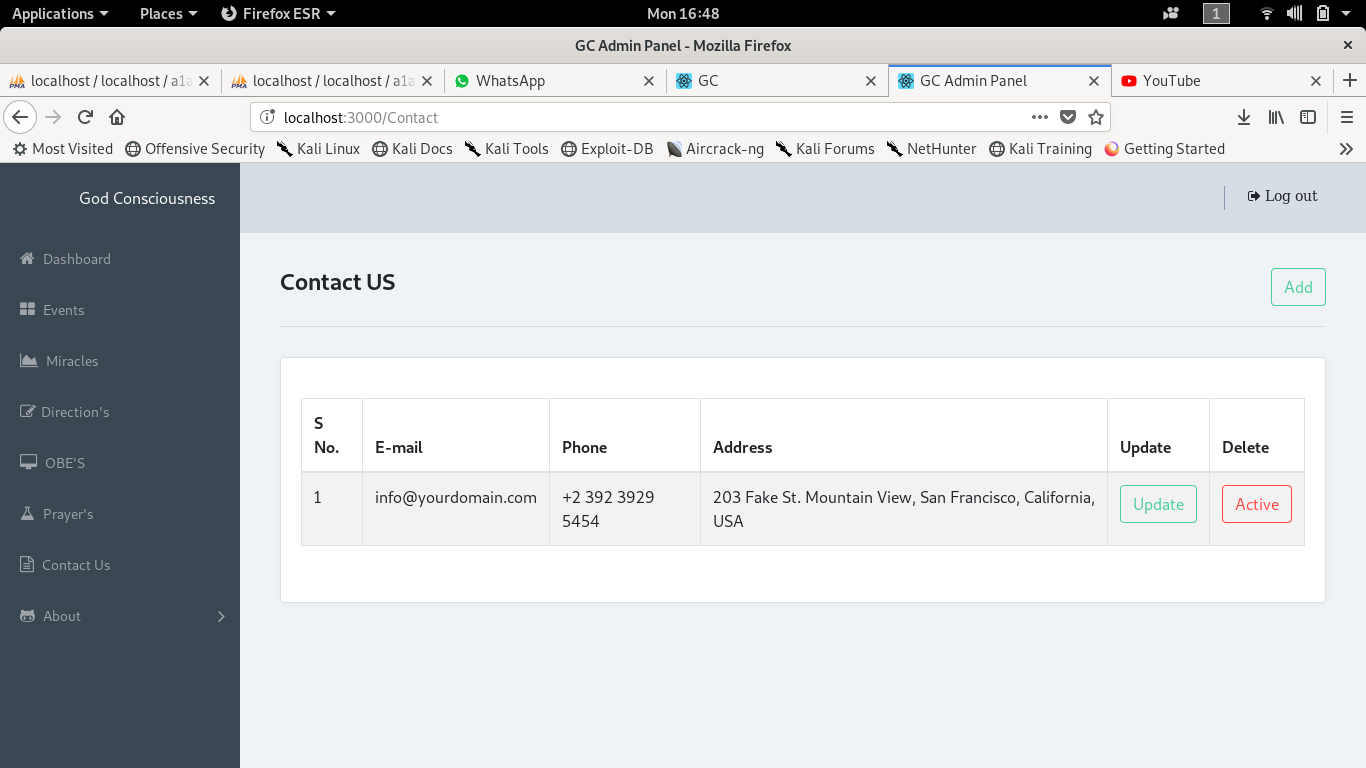 Applications Places Firefox ESR Mon 16:48 1
GC Admin Panel - Mozilla Firefox
localhost / localhost / a1a localhost / localhost / a1a WhatsApp GC GC Admin Panel YouTube
localhost:3000/Contact
Most Visited Offensive Security Kali Linux Kali Docs Kali Tools Exploit-DB Aircrack-ng Kali Forums NetHunter Kali Training Getting Started
God Consciousness
Log out
Dashboard
Events
Miracles
Direction's
OBE'S
Prayer's
Contact Us
About
Contact US
Add
S
No. E-mail Phone Address Update Delete
1 info@yourdomain.com +2 392 3929 203 Fake St. Mountain View, San Francisco, California, Update Active
5454 USA